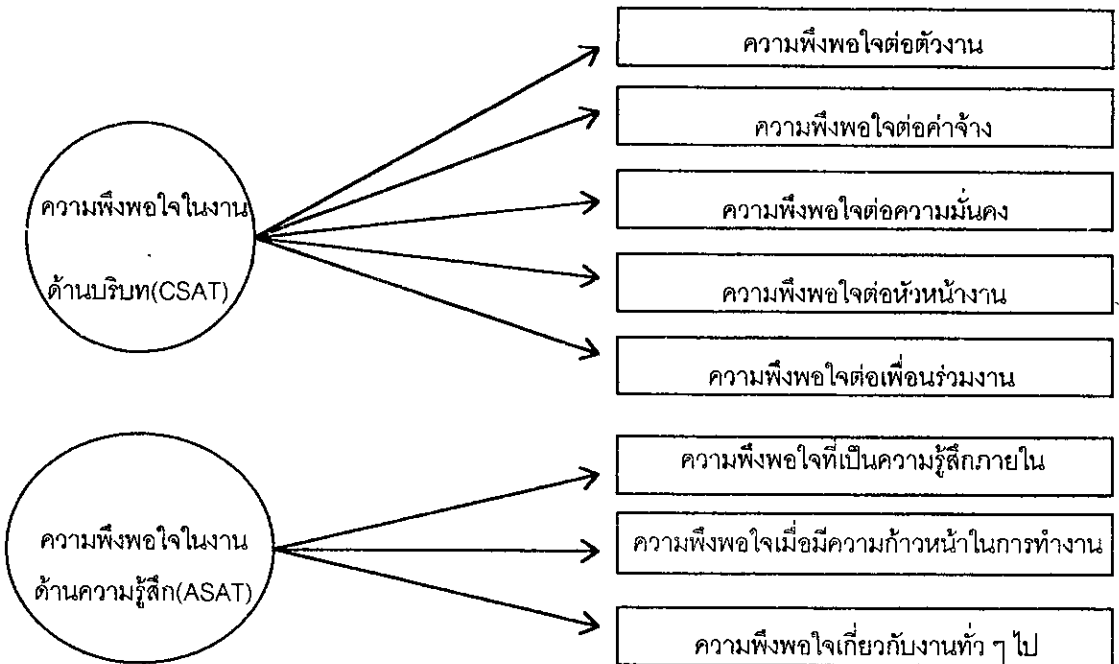 ความพึงพอใจในงาน
ด้านบริบท(CSAT)
ความพึงพอใจต่อตัวงาน
ความพึงพอใจต่อค่าจ้าง
ความพึงพอใจต่อความมั่นคง
ความพึงพอใจต่อหัวหน้างาน
ความพึงพอใจต่อเพื่อนร่วมงาน
ความพึงพอใจในงาน
ด้านความรู้สึก(ASAT)
ความพึงพอใจที่เป็นความรู้สึกภายใน
ความพึงพอใจเมื่อมีความก้าวหน้าในการทำงาน
ความพึงพอใจเกี่ยวกับงานทั่ว ๆ ไป